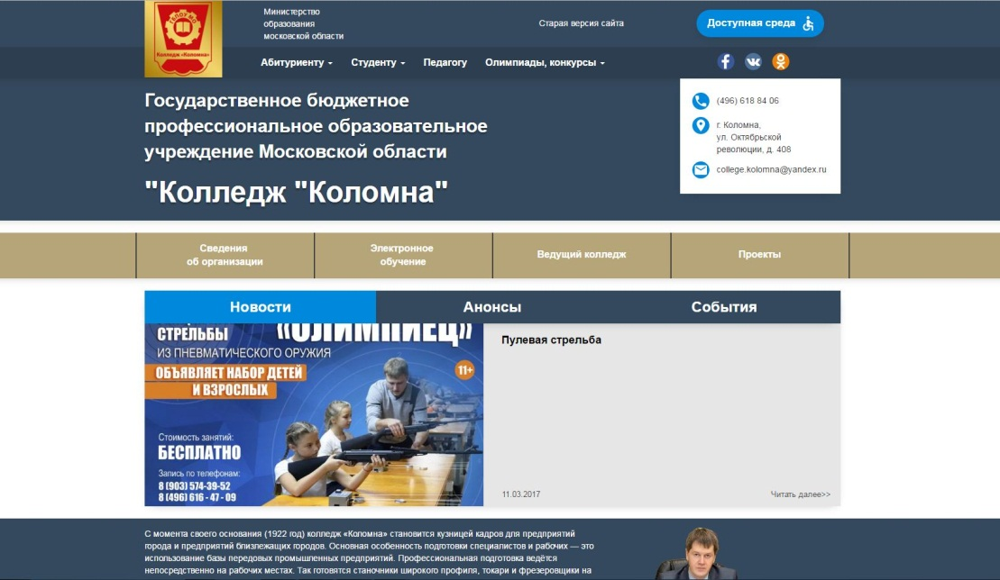 ГБПОУ МО
Колледж «Коломна»
Министерство
образования
московской области
Старая версия сайта
Доступная среда
Абитуриенту
Студенту
Педагогу
Олимпиады, конкурсы
Государственное бюджетное
профессиональное образовательное
учреждение Московской области
"Колледж "Коломна"
(496) 618 84 06
г. Коломна,
ул. Октябрьской
революции, д. 408
college.kolomna@yandex.ru
Сведения
об организации
Электронное
обучение
Ведущий колледж
Проекты
Новости
Анонсы
События
СТРЕЛЬБЫ
«ОЛИМПИЕЦ»
ИЗ ПНЕВМАТИЧЕСКОГО ОРУЖИЯ
ОБЪЯВЛЯЕТ НАБОР ДЕТЕЙ
И ВЗРОСЛЫХ
11+
Стоимость занятий:
БЕСПЛАТНО
Запись по телефонам:
8 (903) 574-39-52
8 (496) 616 - 47 - 09
Пулевая стрельба
11.03.2017
Читать далее>>
С момента своего основания (1922 год) колледж «Коломна» становится кузницей кадров для предприятий
города и предприятий близлежащих городов. Основная особенность подготовки специалистов и рабочих — это
использование базы передовых промышленных предприятий. Профессиональная подготовка ведётся
непосредственно на рабочих местах. Так готовятся станочники широкого профиля, токари и фрезеровщики на